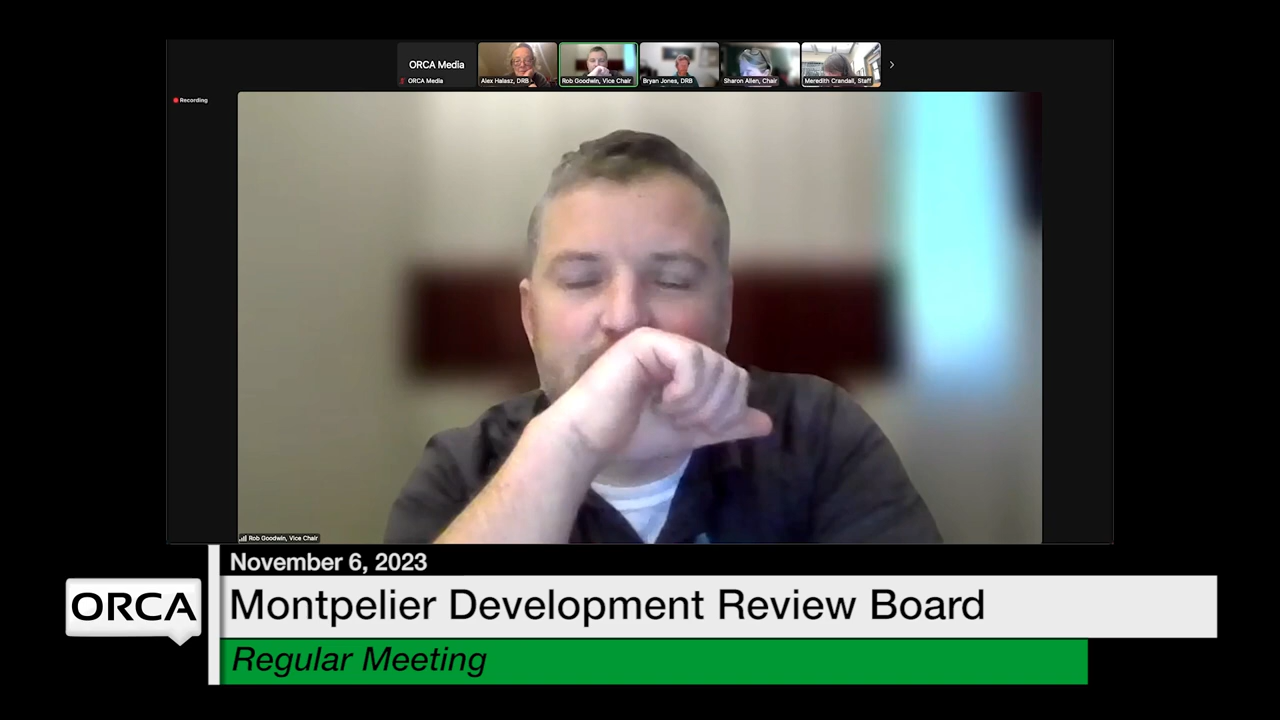 ORCA Media
ORCA Media
Alex Halasz, DRB
Rob Goodwin, Vice Chair
Bryan Jones, DRB
Sharon Allen, Chair
Meredith Crandall, Staff
Recording
Rob Goodwin, Vice Chair
November 6, 2023
ORCA
Montpelier Development Review Board
Regular Meeting